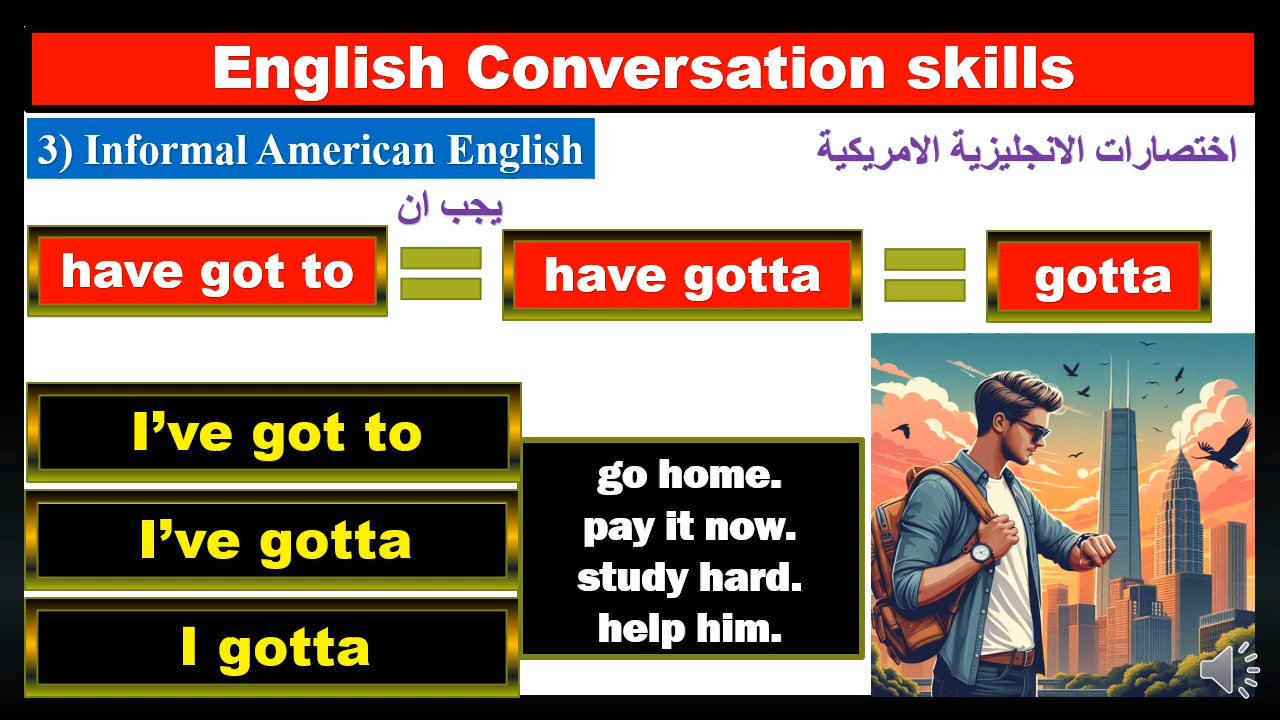 English Conversation skills
3) Informal American English
اختصارات الانجليزية الامريكية
يجب ان
have got to
have gotta
gotta
I’ve got to
I’ve gotta
I gotta
go home.
pay it now.
study hard.
help him.